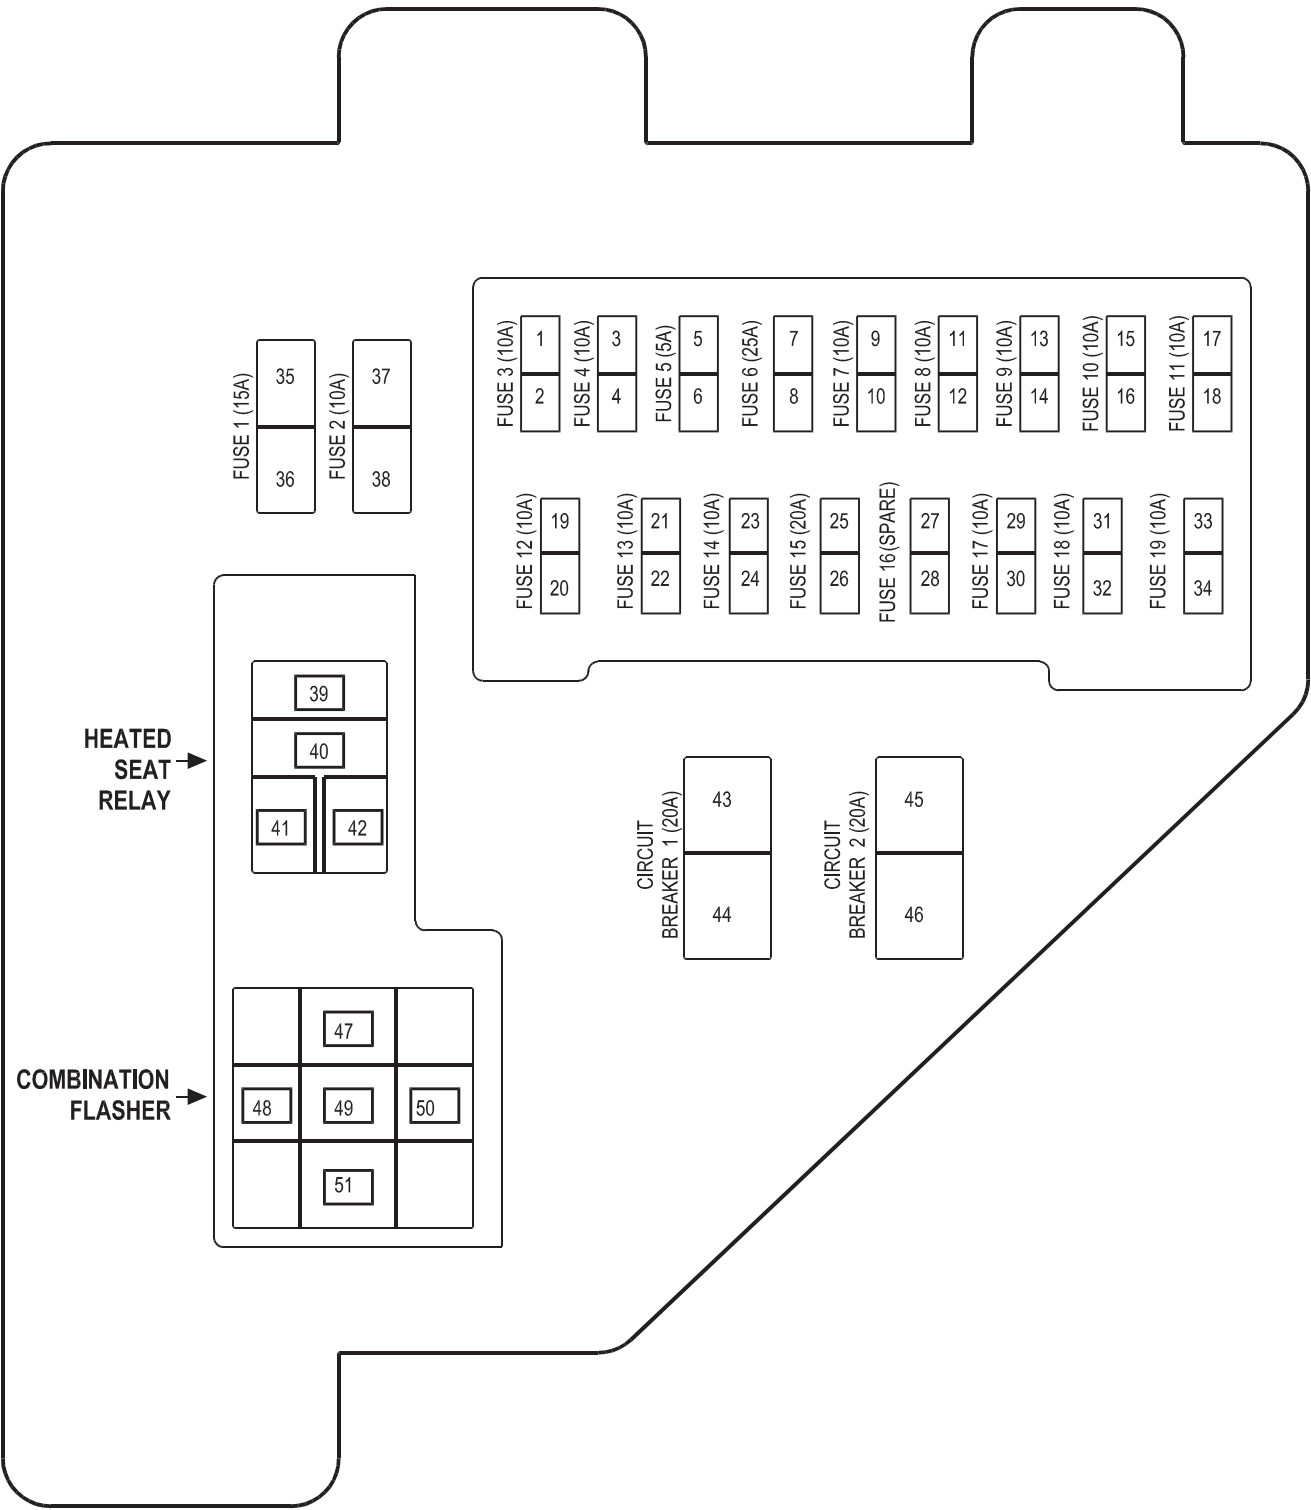 FUSE 3 (10A)
1
2
FUSE 4 (10A)
3
4
FUSE 5 (5A)
5
6
FUSE 6 (25A)
7
8
FUSE 7 (10A)
9
10
FUSE 8 (10A)
11
12
FUSE 9 (10A)
13
14
FUSE 10 (10A)
15
16
FUSE 11 (10A)
17
18
FUSE 1 (15A)
35
36
FUSE 2 (10A)
37
38
FUSE 12 (10A)
19
20
FUSE 13 (10A)
21
22
FUSE 14 (10A)
23
24
FUSE 15 (20A)
25
26
FUSE 16(SPARE)
27
28
FUSE 17 (10A)
29
30
FUSE 18 (10A)
31
32
FUSE 19 (10A)
33
34
HEATED
SEAT
RELAY
39
40
41
42
CIRCUIT
BREAKER 1 (20A)
43
44
CIRCUIT
BREAKER 2 (20A)
45
46
COMBINATION
FLASHER
47
48
49
50
51